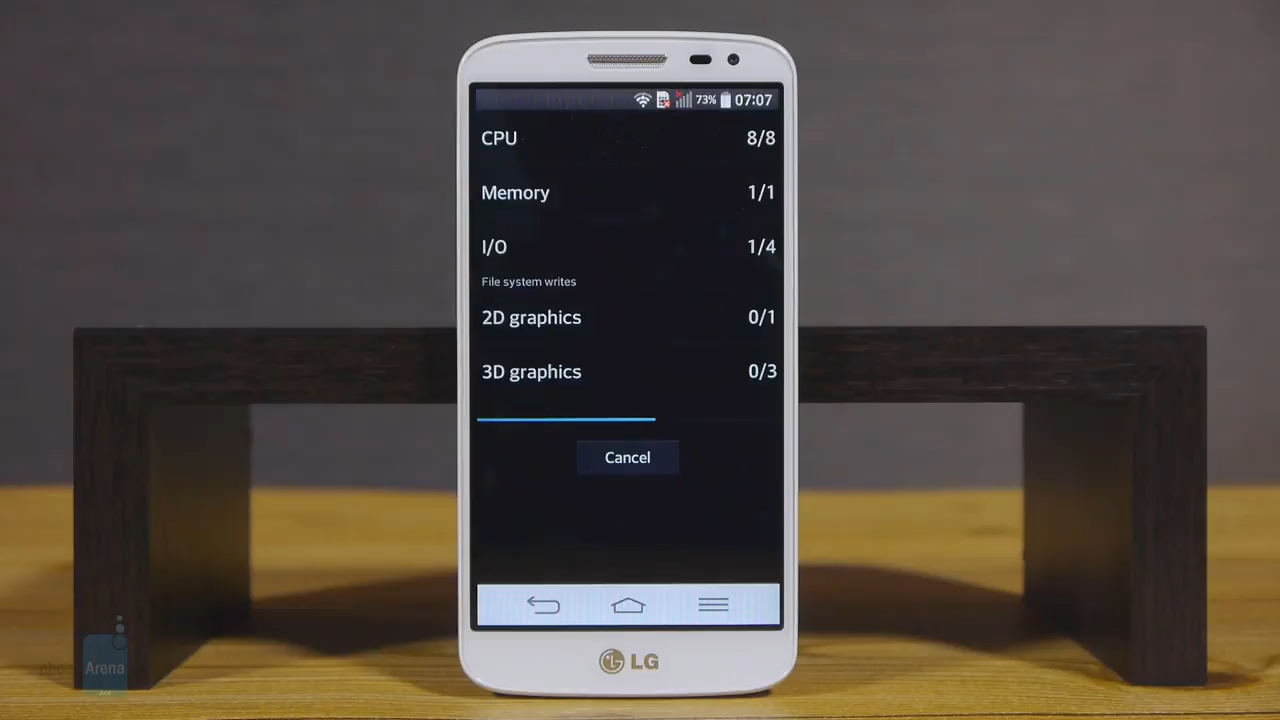 73% 07:07
CPU 8/8
Memory 1/1
I/O 1/4
File system writes
2D graphics 0/1
3D graphics 0/3
Cancel
LG
phoneArena